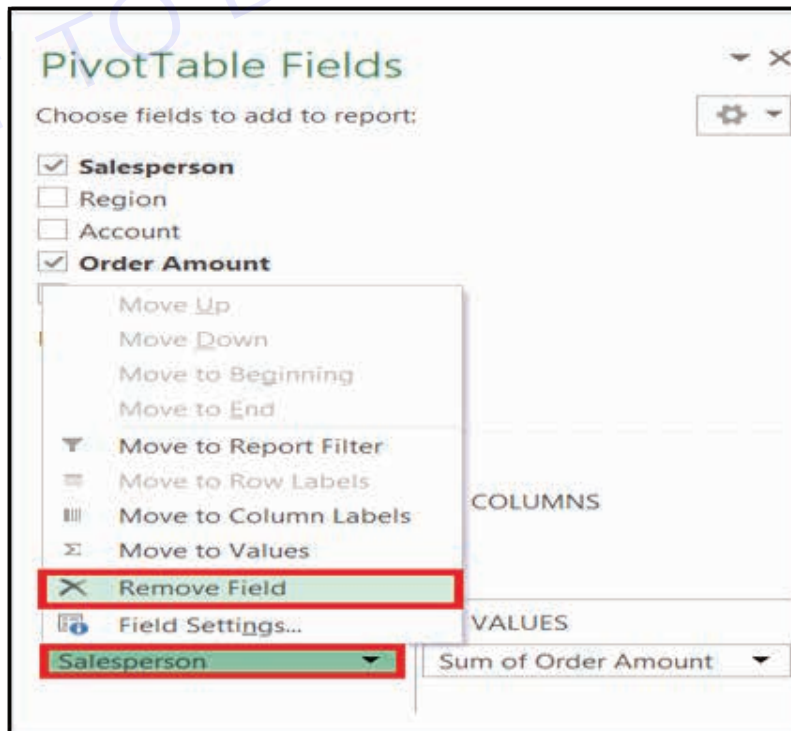 TO B
PivotTable Fields
Choose fields to add to report:
Salesperson
Region
Account
Order Amount
Move Up
Move Down
Move to Beginning
Move to End
Move to Report Filter
Move to Row Labels
COLUMNS
Move to Column Labels
Move to Values
Remove Field
Field Settings...
VALUES
Salesperson
Sum of Order Amount